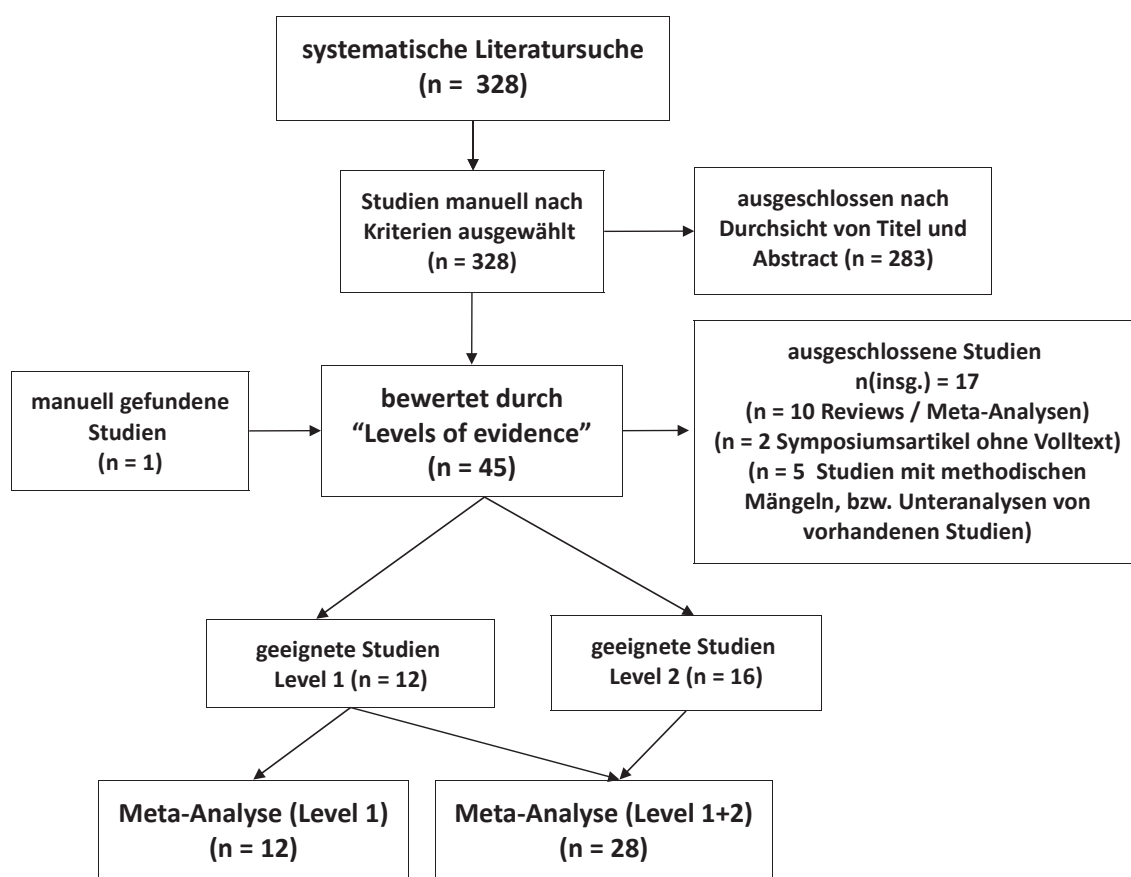 systematische Literatursuche
(n = 328)
Studien manuell nach
Kriterien ausgewählt
(n = 328)
ausgeschlossen nach
Durchsicht von Titel und
Abstract (n = 283)
manuell gefundene
Studien
(n = 1)
bewertet durch
“Levels of evidence”
(n = 45)
ausgeschlossene Studien
n(insg.) = 17
(n = 10 Reviews / Meta-Analysen)
(n = 2 Symposiumsartikel ohne Volltext)
(n = 5 Studien mit methodischen
Mängeln, bzw. Unteranalysen von
vorhandenen Studien)
geeignete Studien
Level 1 (n = 12)
geeignete Studien
Level 2 (n = 16)
Meta-Analyse (Level 1)
(n = 12)
Meta-Analyse (Level 1+2)
(n = 28)